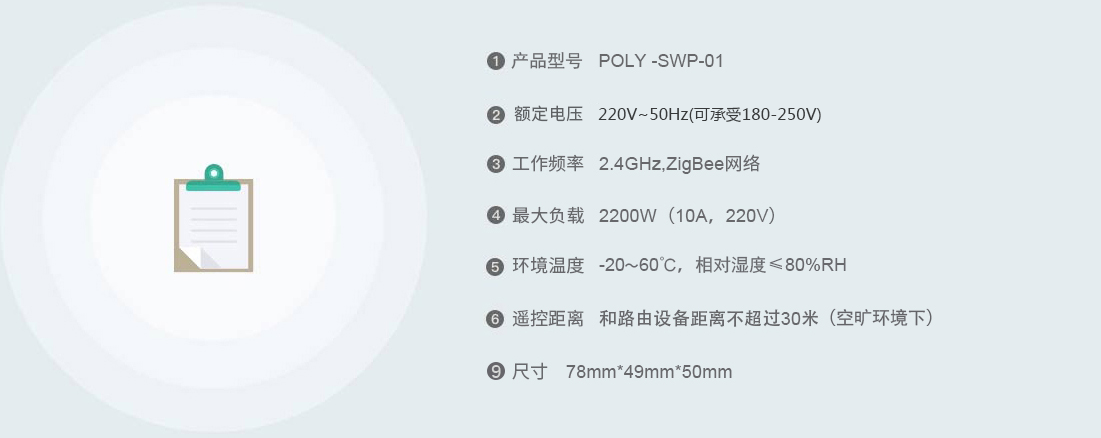 ❶ 产品型号 POLY -SWP-01
❷ 额定电压 220V~50Hz(可承受180-250V)
❸ 工作频率 2.4GHz,ZigBee网络
❹ 最大负载 2200W（10A，220V）
❺ 环境温度 -20～60℃，相对湿度≤80%RH
❻ 遥控距离 和路由设备距离不超过30米（空旷环境下）
❾ 尺寸 78mm*49mm*50mm